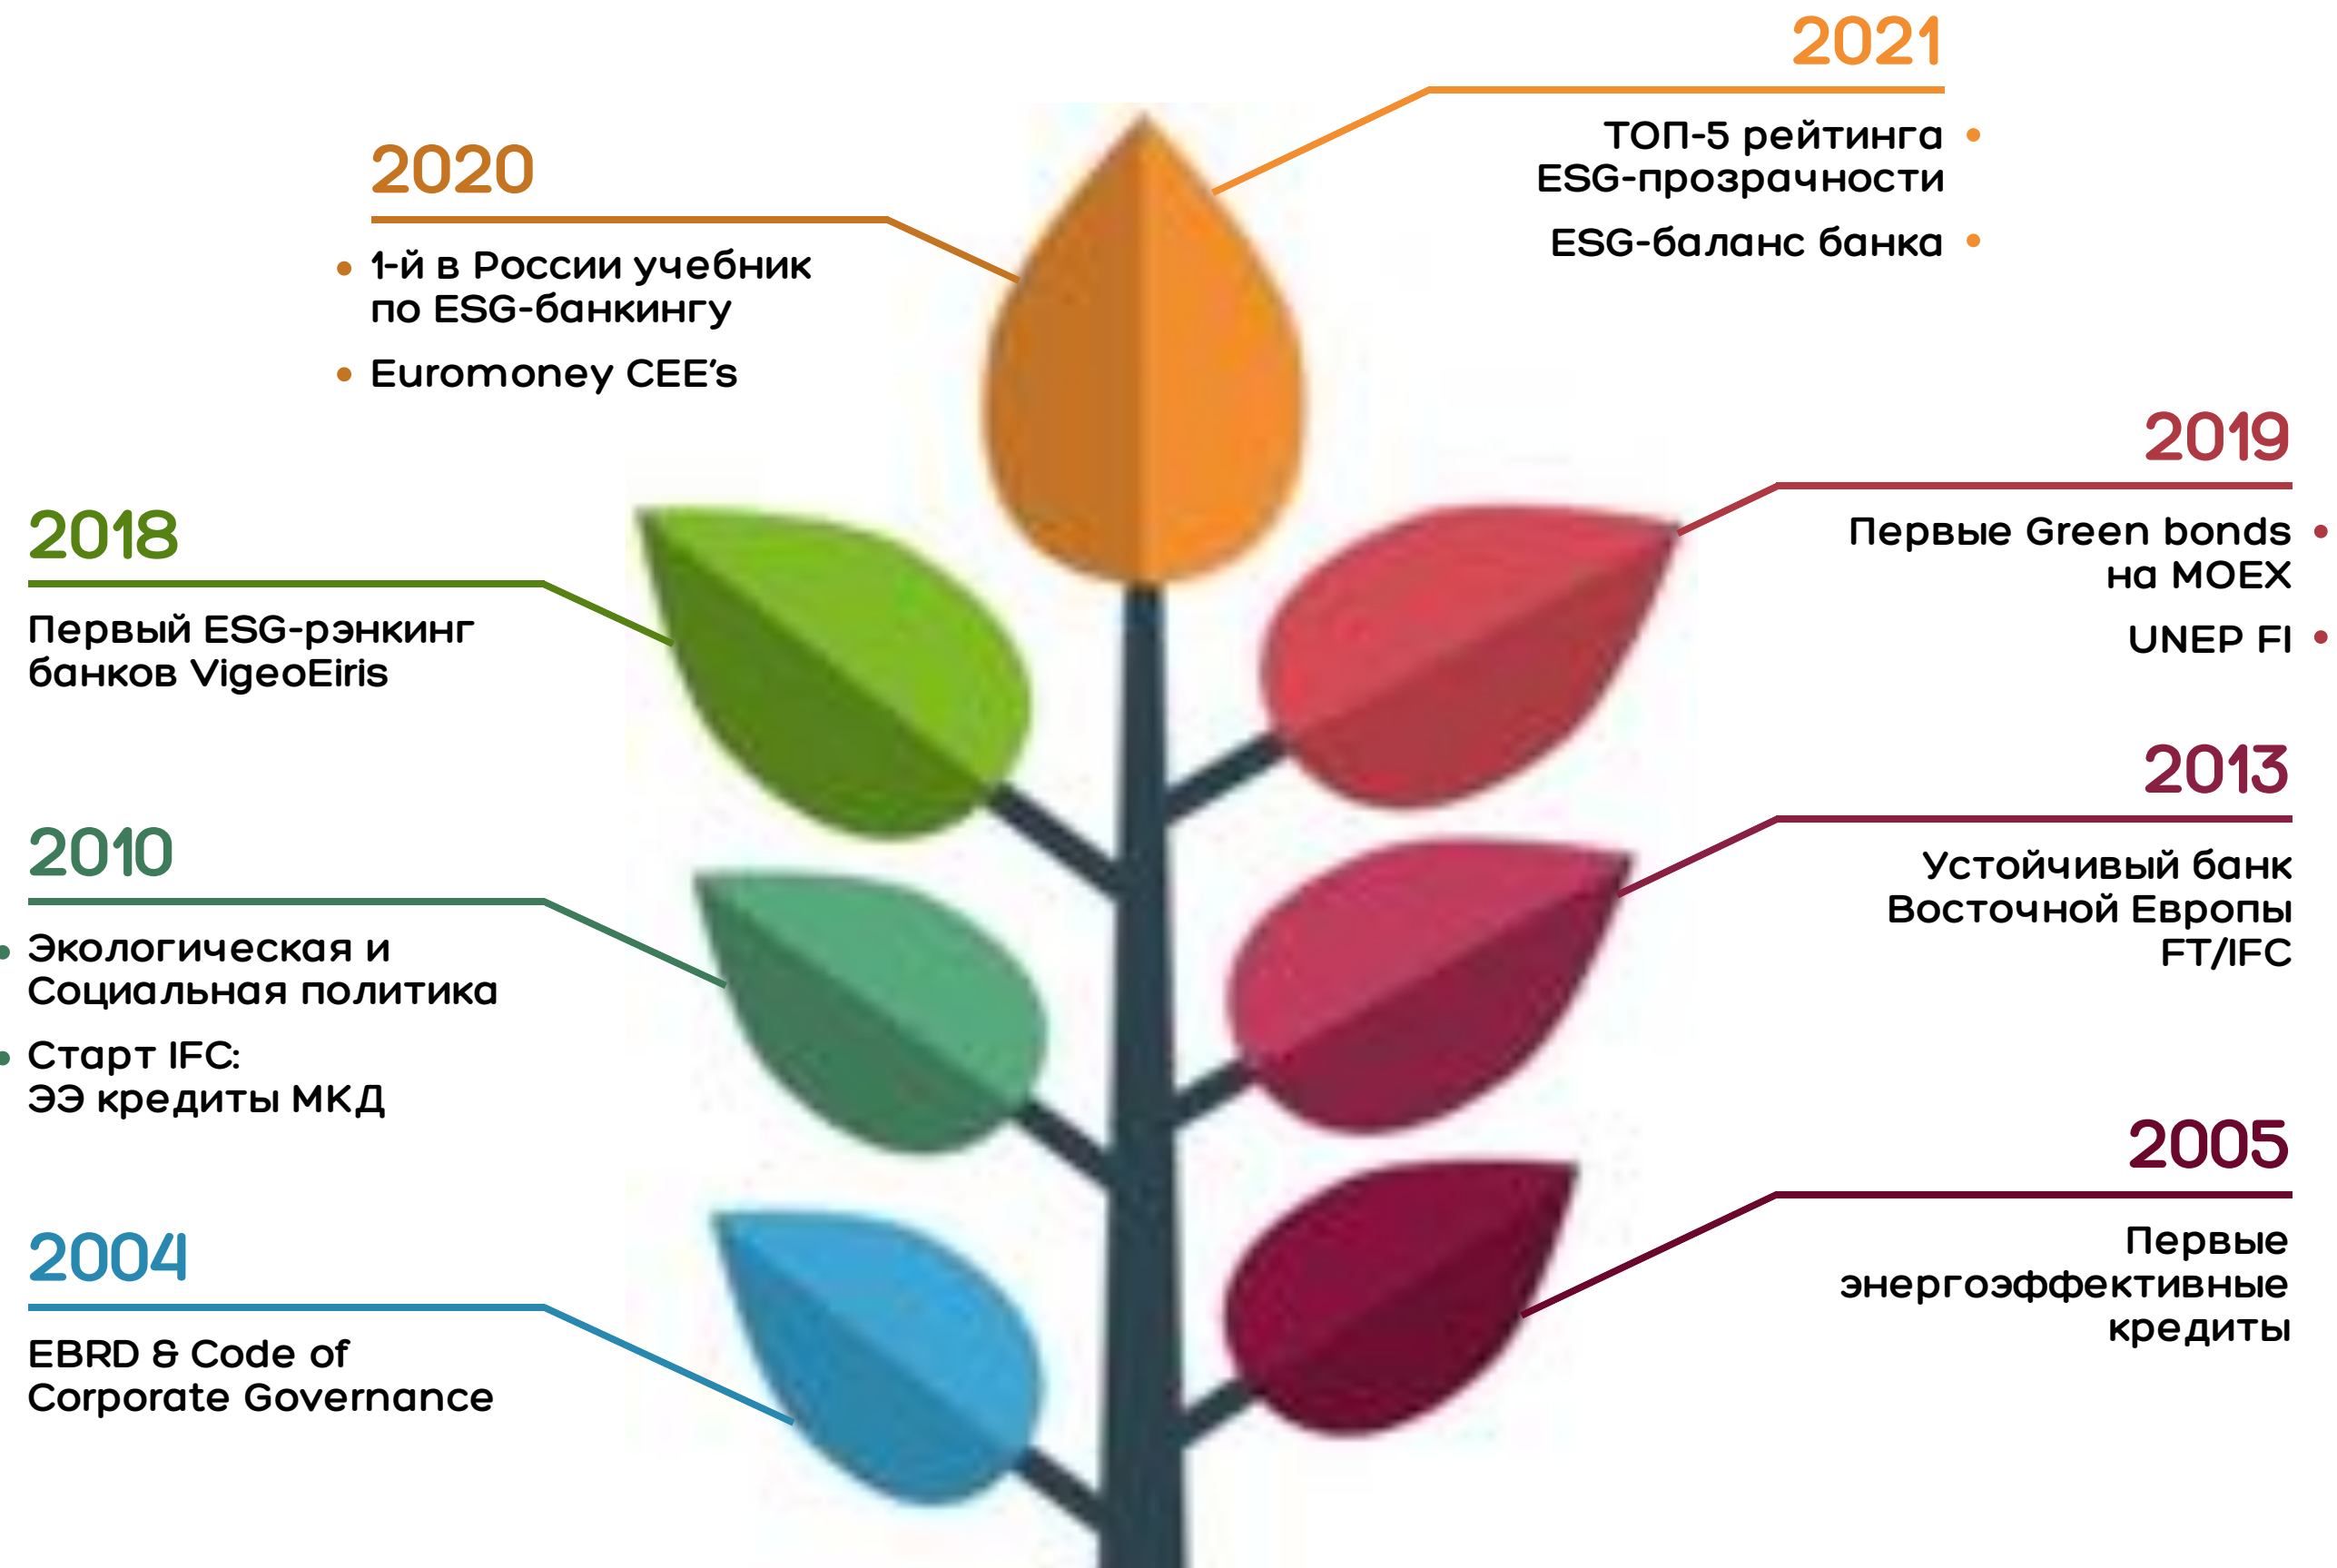 2021
ТОП-5 рейтинга
ESG-прозрачности
ESG-баланс банка
2020
1-й в России учебник
по ESG-банкингу
Euromoney CEE's
2019
Первые Green bonds
на MOEX
UNEP FI
2018
Первый ESG-рэнкинг
банков VigeoEiris
2013
Устойчивый банк
Восточной Европы
FT/IFC
2010
Экологическая и
Социальная политика
Старт IFC:
ЭЭ кредиты МКД
2005
Первые
энергоэффективные
кредиты
2004
EBRD & Code of
Corporate Governance